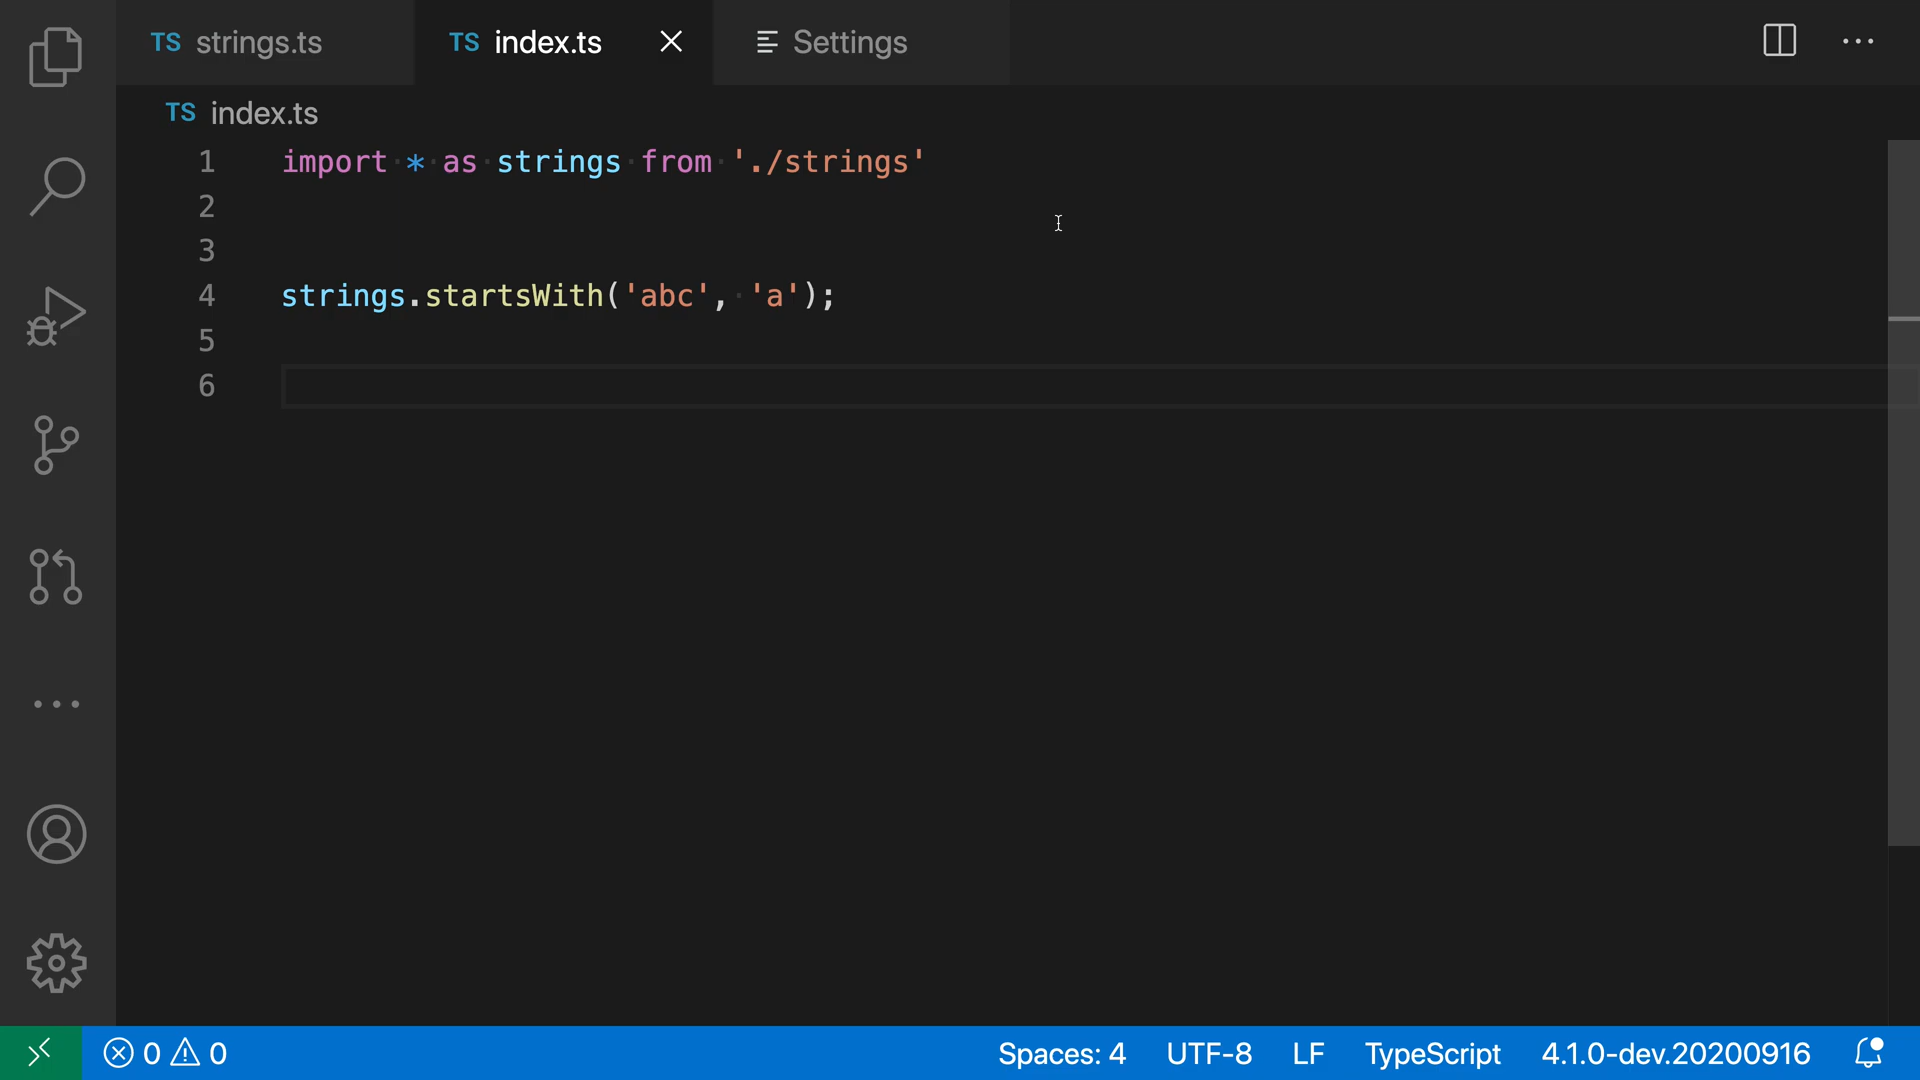 TS strings.ts
TS index.ts
Settings
TS index.ts
1 import * as strings from './strings'
2
3
4 strings.startsWith('abc', 'a');
5
6
0 0
Spaces: 4 UTF-8 LF TypeScript 4.1.0-dev.20200916